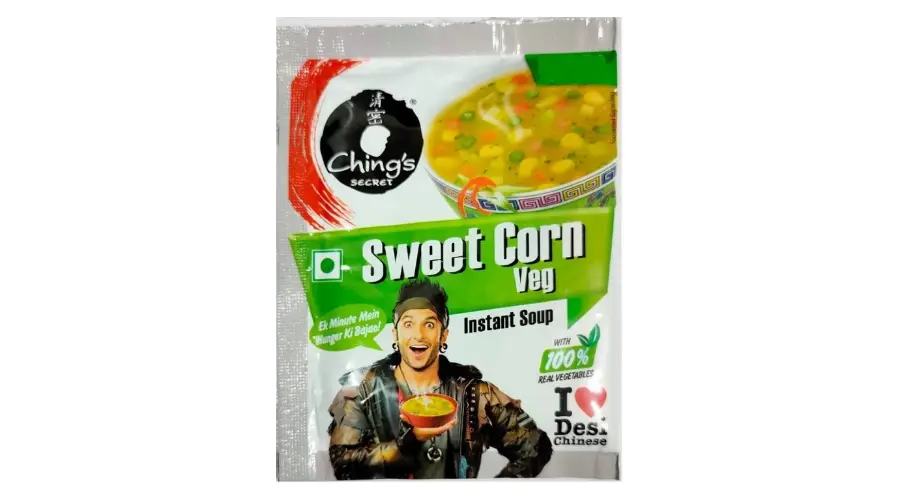 清
密
®
Ching's
SECRET
Sweet Corn
Veg
Instant Soup
Ek Minute Mein
Hunger Ki Bajao!
WITH
100%
REAL VEGETABLES
I
Desi
Chinese